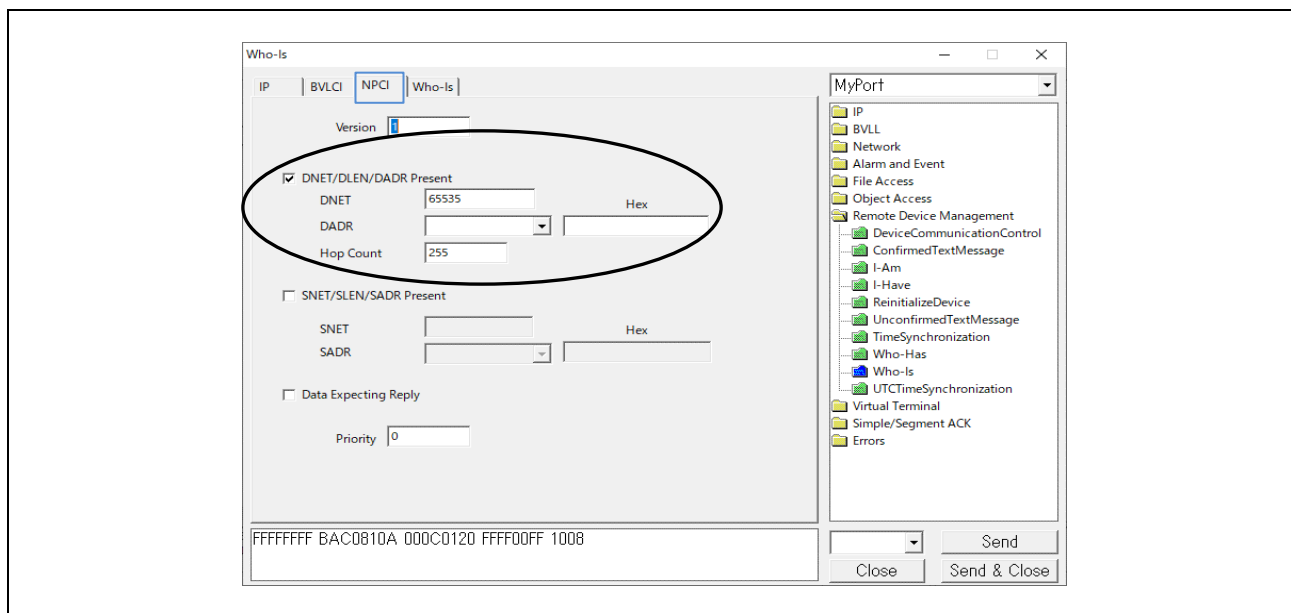 Who-Is
IP BVLCI NPCI Who-Is
Version 1
DNET/DLEN/DADR Present
DNET 65535 Hex
DADR
Hop Count 255
SNET/SLEN/SADR Present
SNET Hex
SADR
Data Expecting Reply
Priority 0
MyPort
IP
BVLL
Network
Alarm and Event
File Access
Object Access
Remote Device Management
DeviceCommunicationControl
ConfirmedTextMessage
I-Am
I-Have
ReinitializeDevice
UnconfirmedTextMessage
TimeSynchronization
Who-Has
Who-Is
UTCTimeSynchronization
Virtual Terminal
Simple/Segment ACK
Errors
FFFFFFFF BAC0810A 000C0120 FFFF00FF 1008
Send
Close Send & Close